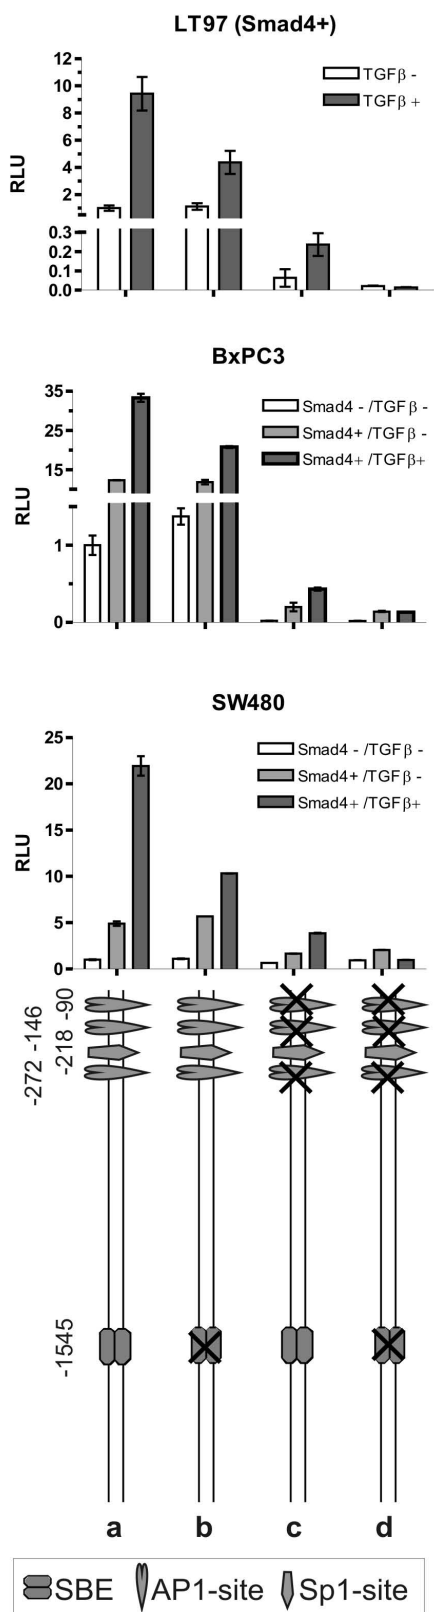 LT97 (Smad4+)
12
10
8
6
4
2
0.3
0.2
0.1
0.0
RLU
TGFβ -
TGFβ +
BxPC3
35
25
15
1
0
RLU
Smad4 - /TGFβ -
Smad4+ /TGFβ -
Smad4+ /TGFβ+
SW480
25
20
15
10
5
0
RLU
Smad4 - /TGFβ -
Smad4+ /TGFβ -
Smad4+ /TGFβ+
-90
-146
-218
-272
-1545
a b c d
SBE AP1-site Sp1-site